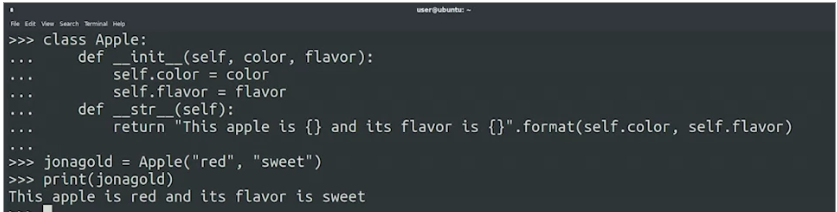 user@ubuntu: ~
File Edit View Search Terminal Help
>>> class Apple:
...     def __init__(self, color, flavor):
...         self.color = color
...         self.flavor = flavor
...     def __str__(self):
...         return "This apple is {} and its flavor is {}".format(self.color, self.flavor)
...
>>> jonagold = Apple("red", "sweet")
>>> print(jonagold)
This apple is red and its flavor is sweet
>>>